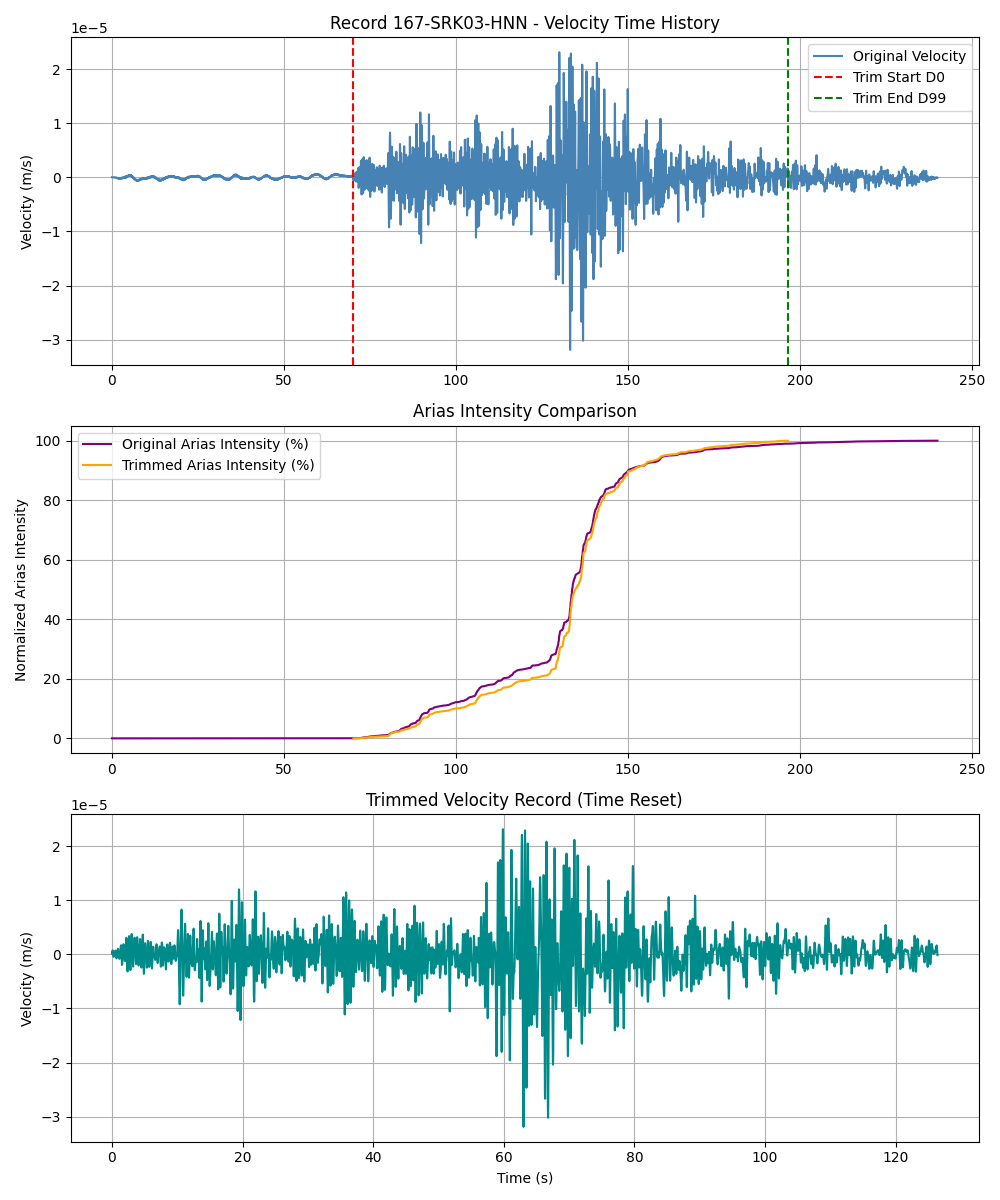 Record 167-SRK03-HNN - Velocity Time History
1e−5
2
1
0
−1
−2
−3
Velocity (m/s)
Original Velocity
Trim Start D0
Trim End D99
0 50 100 150 200 250
Arias Intensity Comparison
100
80
60
40
20
0
Normalized Arias Intensity
Original Arias Intensity (%)
Trimmed Arias Intensity (%)
0 50 100 150 200 250
Trimmed Velocity Record (Time Reset)
1e−5
2
1
0
−1
−2
−3
Velocity (m/s)
0 20 40 60 80 100 120
Time (s)